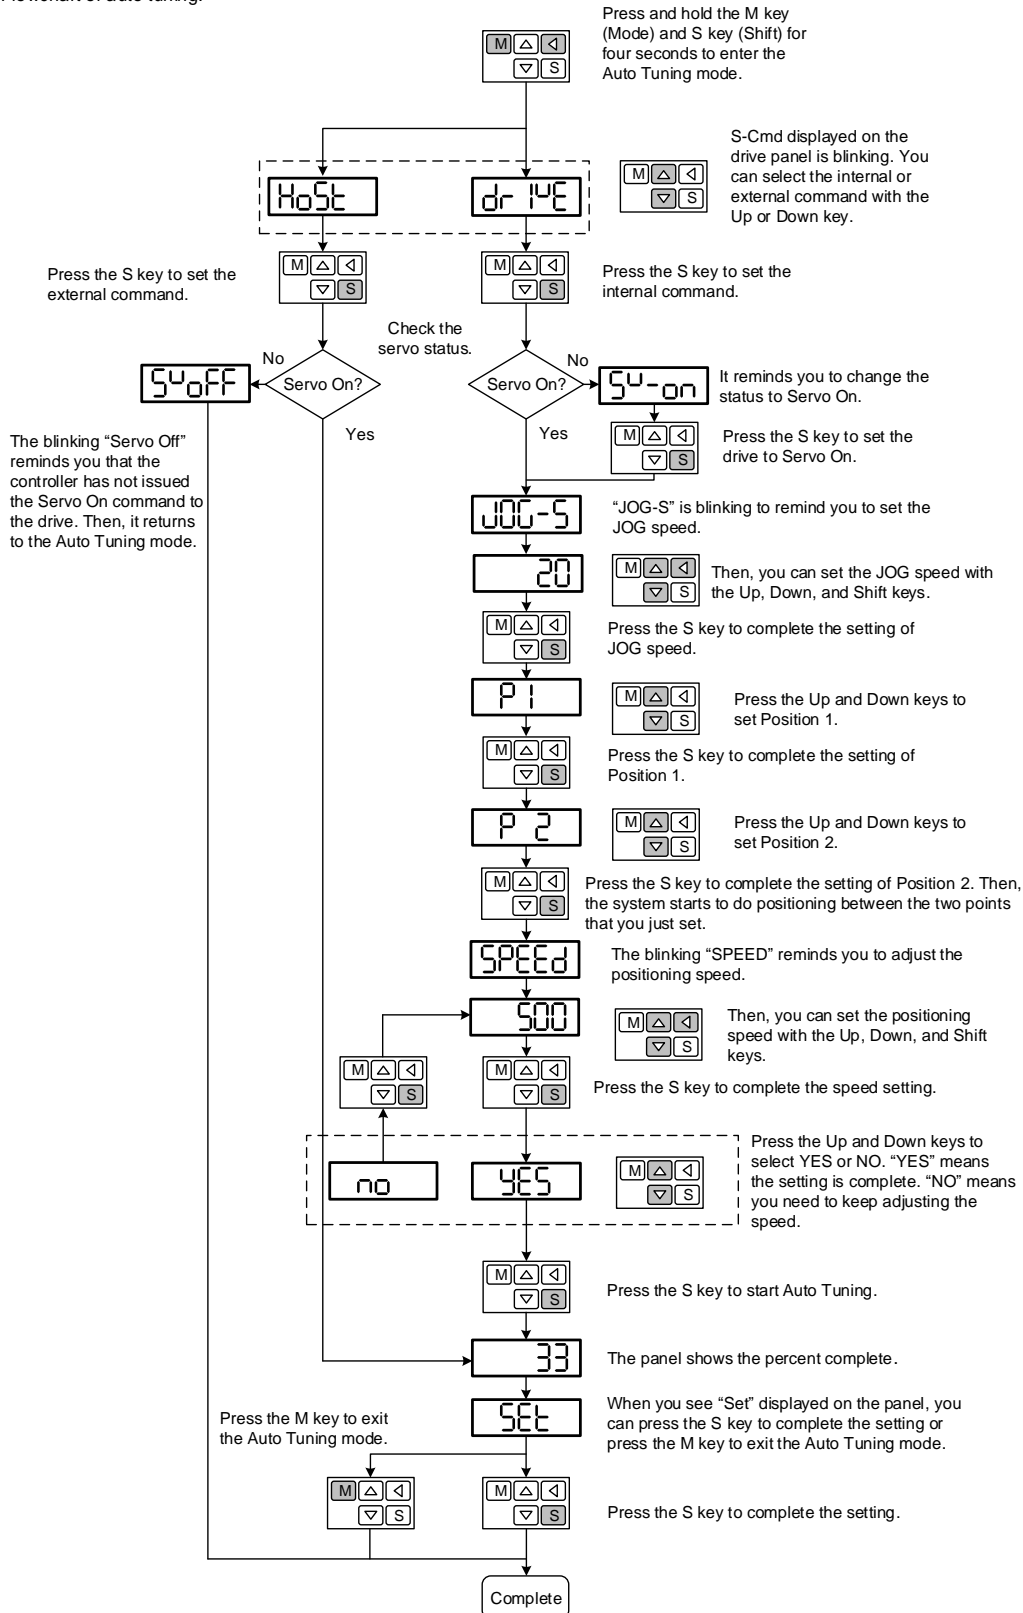 Press and hold the M key
(Mode) and S key (Shift) for
four seconds to enter the
Auto Tuning mode.
M
S
S-Cmd displayed on the
drive panel is blinking. You
can select the internal or
external command with the
Up or Down key.
M
S
HoSt
drIvE
Press the S key to set the
external command.
M
S
M
S
Press the S key to set the
internal command.
Check the
servo status.
No
Servo On?
SvoFF
Yes
No
Servo On?
Sv-on
Yes
It reminds you to change the
status to Servo On.
M
S
Press the S key to set the
drive to Servo On.
The blinking “Servo Off”
reminds you that the
controller has not issued
the Servo On command to
the drive. Then, it returns
to the Auto Tuning mode.
JOG-S
“JOG-S” is blinking to remind you to set the
JOG speed.
20
M
S
Then, you can set the JOG speed with
the Up, Down, and Shift keys.
M
S
Press the S key to complete the setting of
JOG speed.
P1
M
S
Press the Up and Down keys to
set Position 1.
M
S
Press the S key to complete the setting of
Position 1.
P 2
M
S
Press the Up and Down keys to
set Position 2.
M
S
Press the S key to complete the setting of Position 2. Then,
the system starts to do positioning between the two points
that you just set.
SPEEd
The blinking “SPEED” reminds you to adjust the
positioning speed.
500
M
S
Then, you can set the positioning
speed with the Up, Down, and Shift
keys.
M
S
M
S
Press the S key to complete the speed setting.
no
YES
M
S
Press the Up and Down keys to
select YES or NO. “YES” means
the setting is complete. “NO” means
you need to keep adjusting the
speed.
M
S
Press the S key to start Auto Tuning.
33
The panel shows the percent complete.
SEt
When you see “Set” displayed on the panel, you
can press the S key to complete the setting or
press the M key to exit the Auto Tuning mode.
Press the M key to exit
the Auto Tuning mode.
M
S
M
S
Press the S key to complete the setting.
Complete